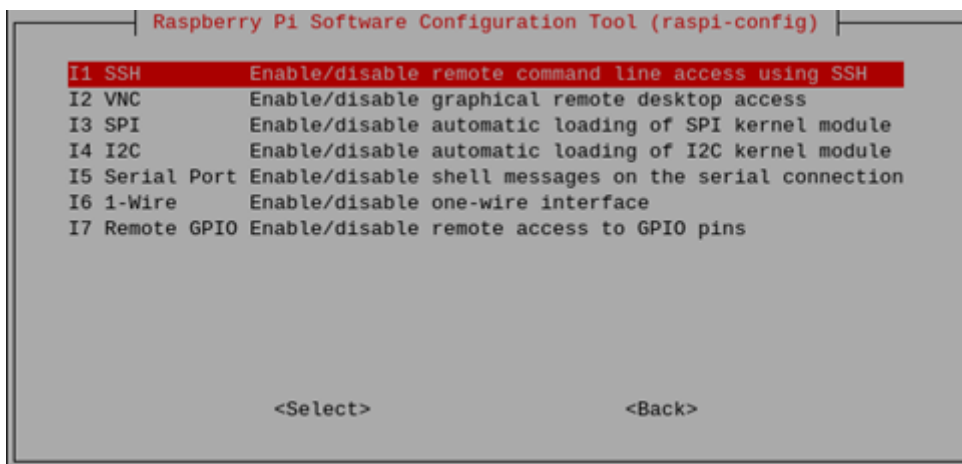 Raspberry Pi Software Configuration Tool (raspi-config)
I1 SSH Enable/disable remote command line access using SSH
I2 VNC Enable/disable graphical remote desktop access
I3 SPI Enable/disable automatic loading of SPI kernel module
I4 I2C Enable/disable automatic loading of I2C kernel module
I5 Serial Port Enable/disable shell messages on the serial connection
I6 1-Wire Enable/disable one-wire interface
I7 Remote GPIO Enable/disable remote access to GPIO pins
<Select> <Back>